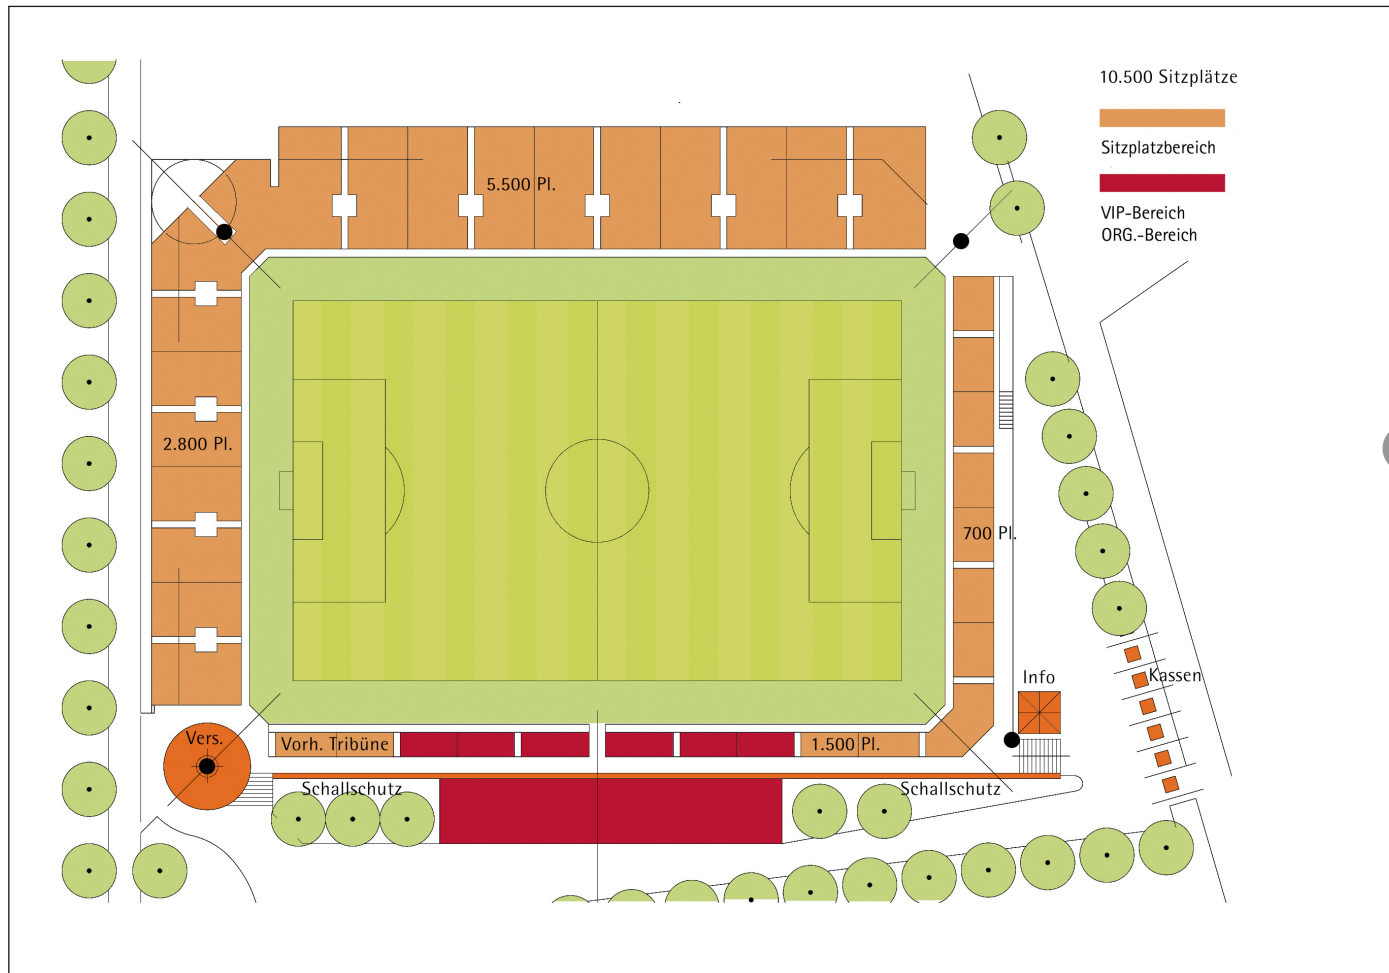 10.500 Sitzplätze
Sitzplatzbereich
VIP-Bereich
ORG.-Bereich
5.500 Pl.
2.800 Pl.
700 Pl.
Info
Kassen
Vers.
Vorh. Tribüne
1.500 Pl.
Schallschutz
Schallschutz